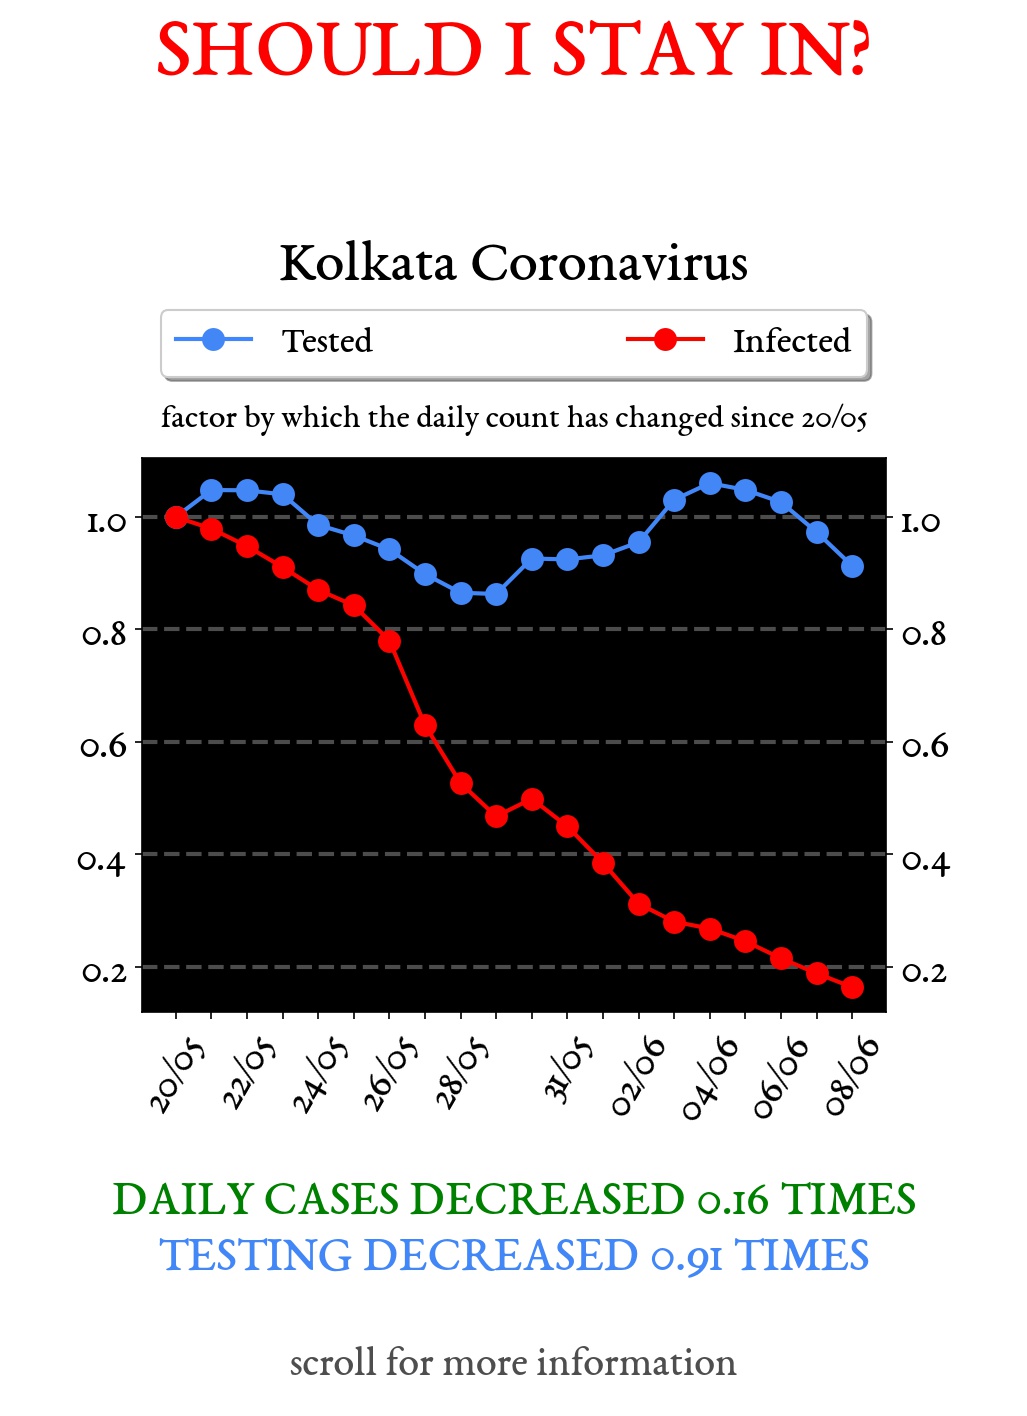 SHOULD I STAY IN?
Kolkata Coronavirus
Tested Infected
factor by which the daily count has changed since 20/05
1.0 1.0
0.8 0.8
0.6 0.6
0.4 0.4
0.2 0.2
20/05 22/05 24/05 26/05 28/05 31/05 02/06 04/06 06/06 08/06
DAILY CASES DECREASED 0.16 TIMES
TESTING DECREASED 0.91 TIMES
scroll for more information